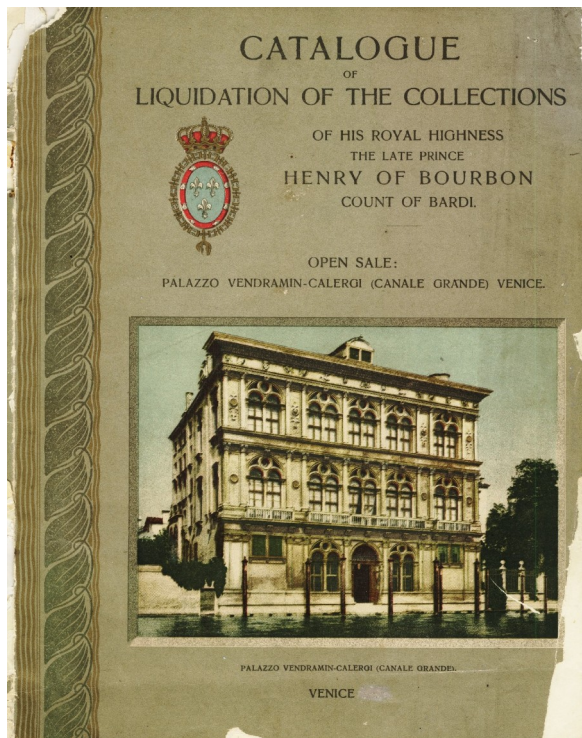 CATALOGUE
OF
LIQUIDATION OF THE COLLECTIONS
OF HIS ROYAL HIGHNESS
THE LATE PRINCE
HENRY OF BOURBON
COUNT OF BARDI.
OPEN SALE:
PALAZZO VENDRAMIN-CALERGI (CANALE GRANDE) VENICE.
PALAZZO VENDRAMIN-CALERGI (CANALE GRANDE).
VENICE